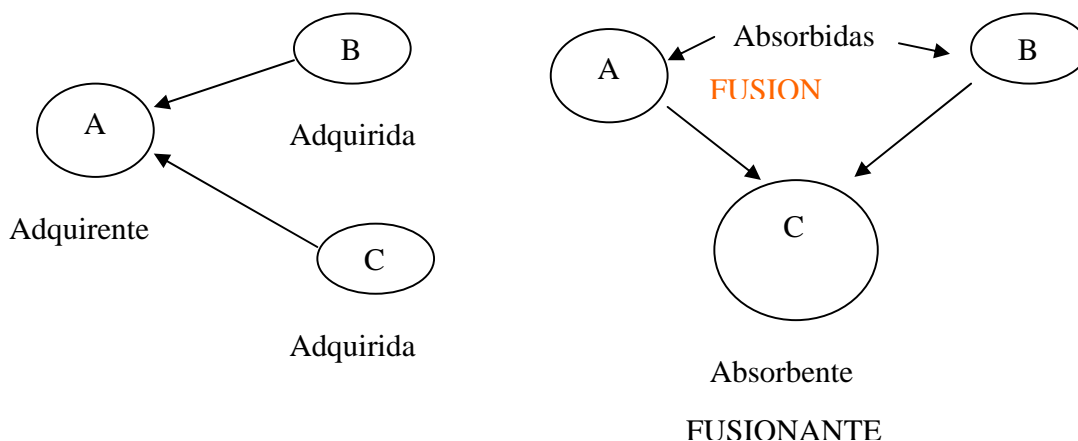 B
A
Adquirida
Adquirente
C
Adquirida
Absorbidas
A
B
FUSION
C
Absorbente
FUSIONANTE